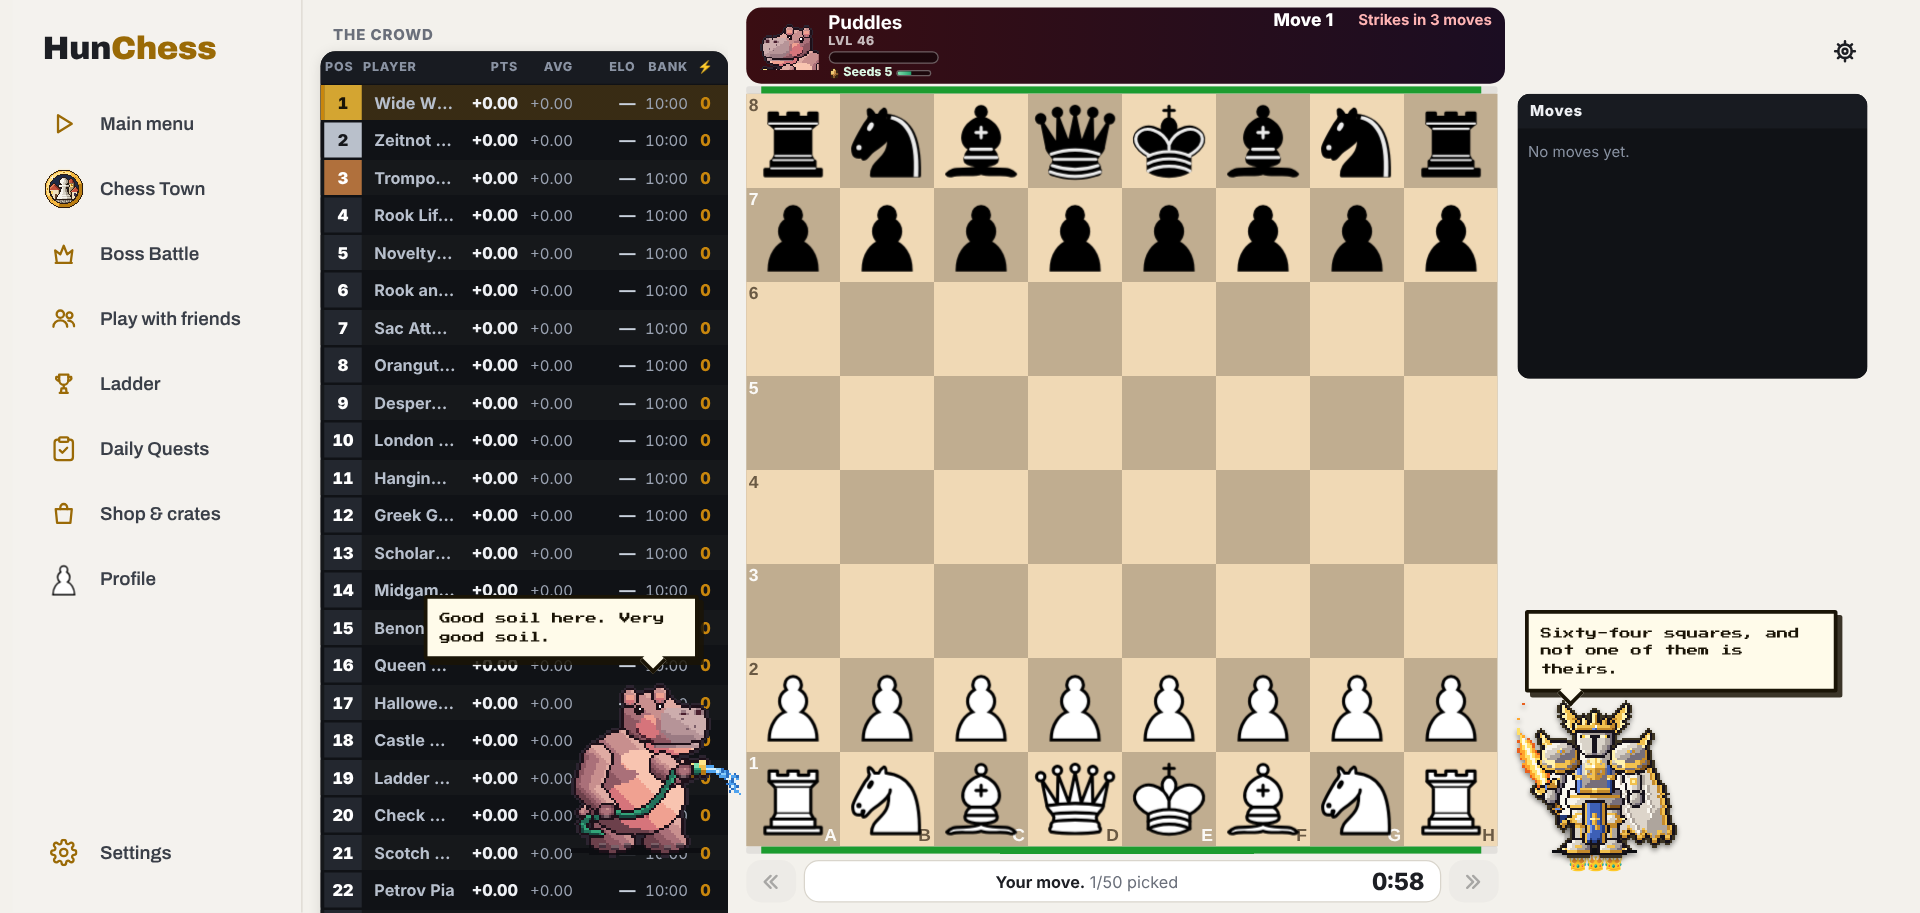 HunChess
Main menu
Chess Town
Boss Battle
Play with friends
Ladder
Daily Quests
Shop & crates
Profile
Settings
THE CROWD
POS PLAYER PTS AVG ELO BANK ⚡
1 Wide W... +0.00 +0.00 — 10:00 0
2 Zeitnot ... +0.00 +0.00 — 10:00 0
3 Trompo... +0.00 +0.00 — 10:00 0
4 Rook Lif... +0.00 +0.00 — 10:00 0
5 Novelty... +0.00 +0.00 — 10:00 0
6 Rook an... +0.00 +0.00 — 10:00 0
7 Sac Att... +0.00 +0.00 — 10:00 0
8 Orangut... +0.00 +0.00 — 10:00 0
9 Desper... +0.00 +0.00 — 10:00 0
10 London ... +0.00 +0.00 — 10:00 0
11 Hangin... +0.00 +0.00 — 10:00 0
12 Greek G... +0.00 +0.00 — 10:00 0
13 Scholar... +0.00 +0.00 — 10:00 0
14 Midgam... +0.00 +0.00 — 10:00 0
15 Benon
16 Queen ... +0.00 +0.00 0
17 Hallowe... +0.00 +0.00
18 Castle ... +0.00 +0.00
19 Ladder ... +0.00 +0.00
20 Check ... +0.00 +0.00 0
21 Scotch ... +0.00 +0.00 0
22 Petrov Pia +0.00 +0.00 — 10:00 0
Good soil here. Very
good soil.
Puddles
LVL 46
Seeds 5
Move 1 Strikes in 3 moves
8
7
6
5
4
3
2
1
A B C D E F G H
Your move. 1/50 picked 0:58
Moves
No moves yet.
Sixty-four squares, and
not one of them is
theirs.